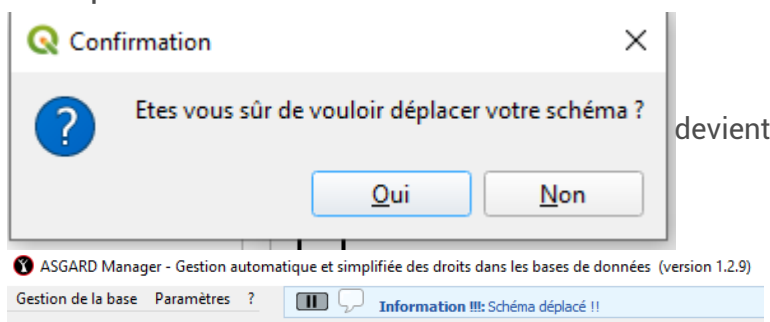 Confirmation
Etes vous sûr de vouloir déplacer votre schéma ?
devient
Oui Non
ASGARD Manager - Gestion automatique et simplifiée des droits dans les bases de données (version 1.2.9)
Gestion de la base Paramètres ? Information !!!: Schéma déplacé !!